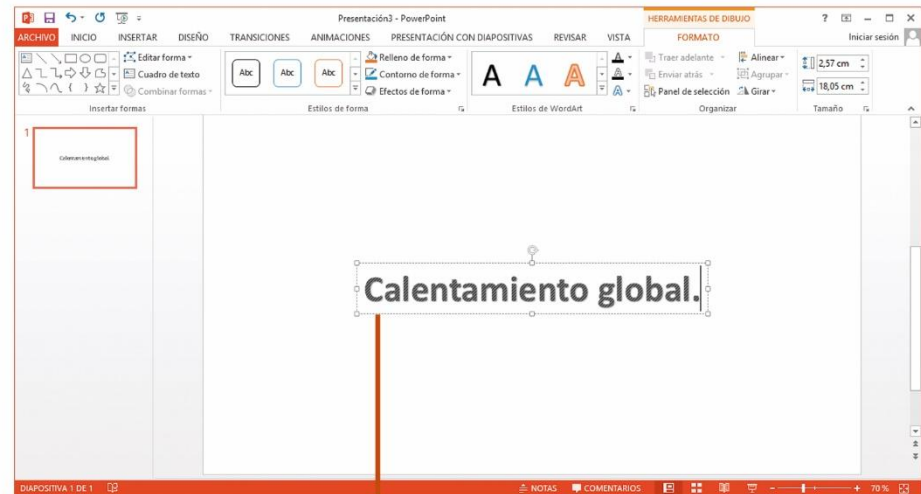 Presentación3 - PowerPoint
HERRAMIENTAS DE DIBUJO
ARCHIVO INICIO INSERTAR DISEÑO TRANSICIONES ANIMACIONES PRESENTACIÓN CON DIAPOSITIVAS REVISAR VISTA FORMATO Iniciar sesión
Editar forma
Cuadro de texto
Combinar formas
Insertar formas
Abc Abc Abc
Relleno de forma
Contorno de forma
Efectos de forma
Estilos de forma
A A A
A
A
A
Estilos de WordArt
Traer adelante
Enviar atrás
Panel de selección
Alinear
Agrupar
Girar
Organizar
2,57 cm
18,05 cm
Tamaño
1
Calentamiento global.
Calentamiento global.
DIAPOSITIVA 1 DE 1 NOTAS COMENTARIOS 70 %